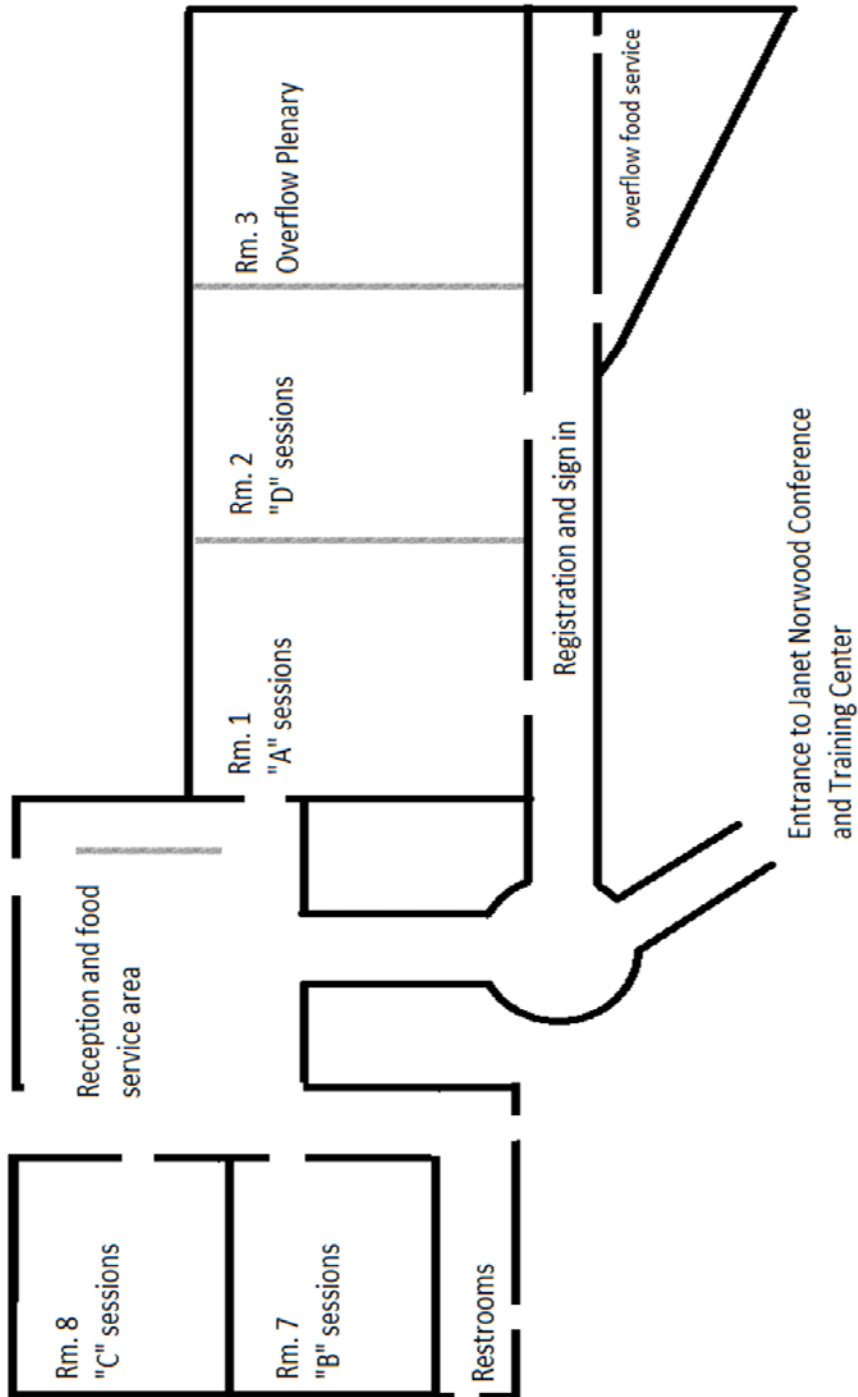 Rm. 8
"C" sessions
Reception and food
service area
Rm. 7
"B" sessions
Restrooms
Rm. 1
"A" sessions
Rm. 2
"D" sessions
Rm. 3
Overflow Plenary
Registration and sign in
overflow food service
Entrance to Janet Norwood Conference
and Training Center